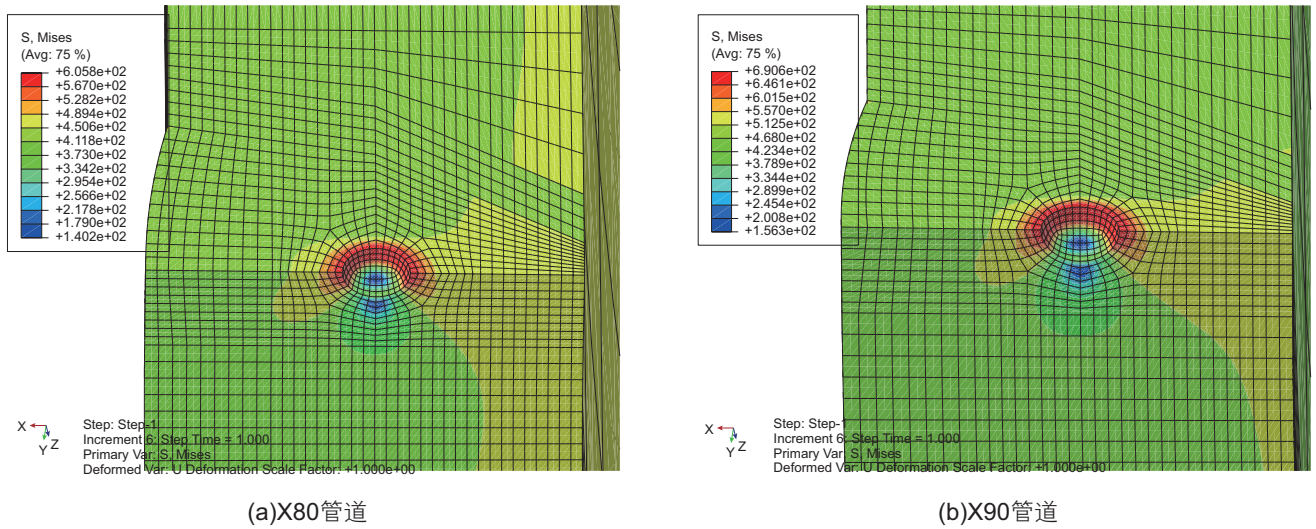 S, Mises
(Avg: 75 %)
+6.058e+02
+5.670e+02
+5.282e+02
+4.894e+02
+4.506e+02
+4.118e+02
+3.730e+02
+3.342e+02
+2.954e+02
+2.566e+02
+2.178e+02
+1.790e+02
+1.402e+02
X
Y
Z
Step: Step-1
Increment 6: Step Time = 1.000
Primary Var: S, Mises
Deformed Var: U Deformation Scale Factor: +1.000e+00
(a)X80管道
S, Mises
(Avg: 75 %)
+6.906e+02
+6.461e+02
+6.015e+02
+5.570e+02
+5.125e+02
+4.680e+02
+4.234e+02
+3.789e+02
+3.344e+02
+2.899e+02
+2.454e+02
+2.008e+02
+1.563e+02
X
Y
Z
Step: Step-1
Increment 6: Step Time = 1.000
Primary Var: S, Mises
Deformed Var: U Deformation Scale Factor: +1.000e+00
(b)X90管道